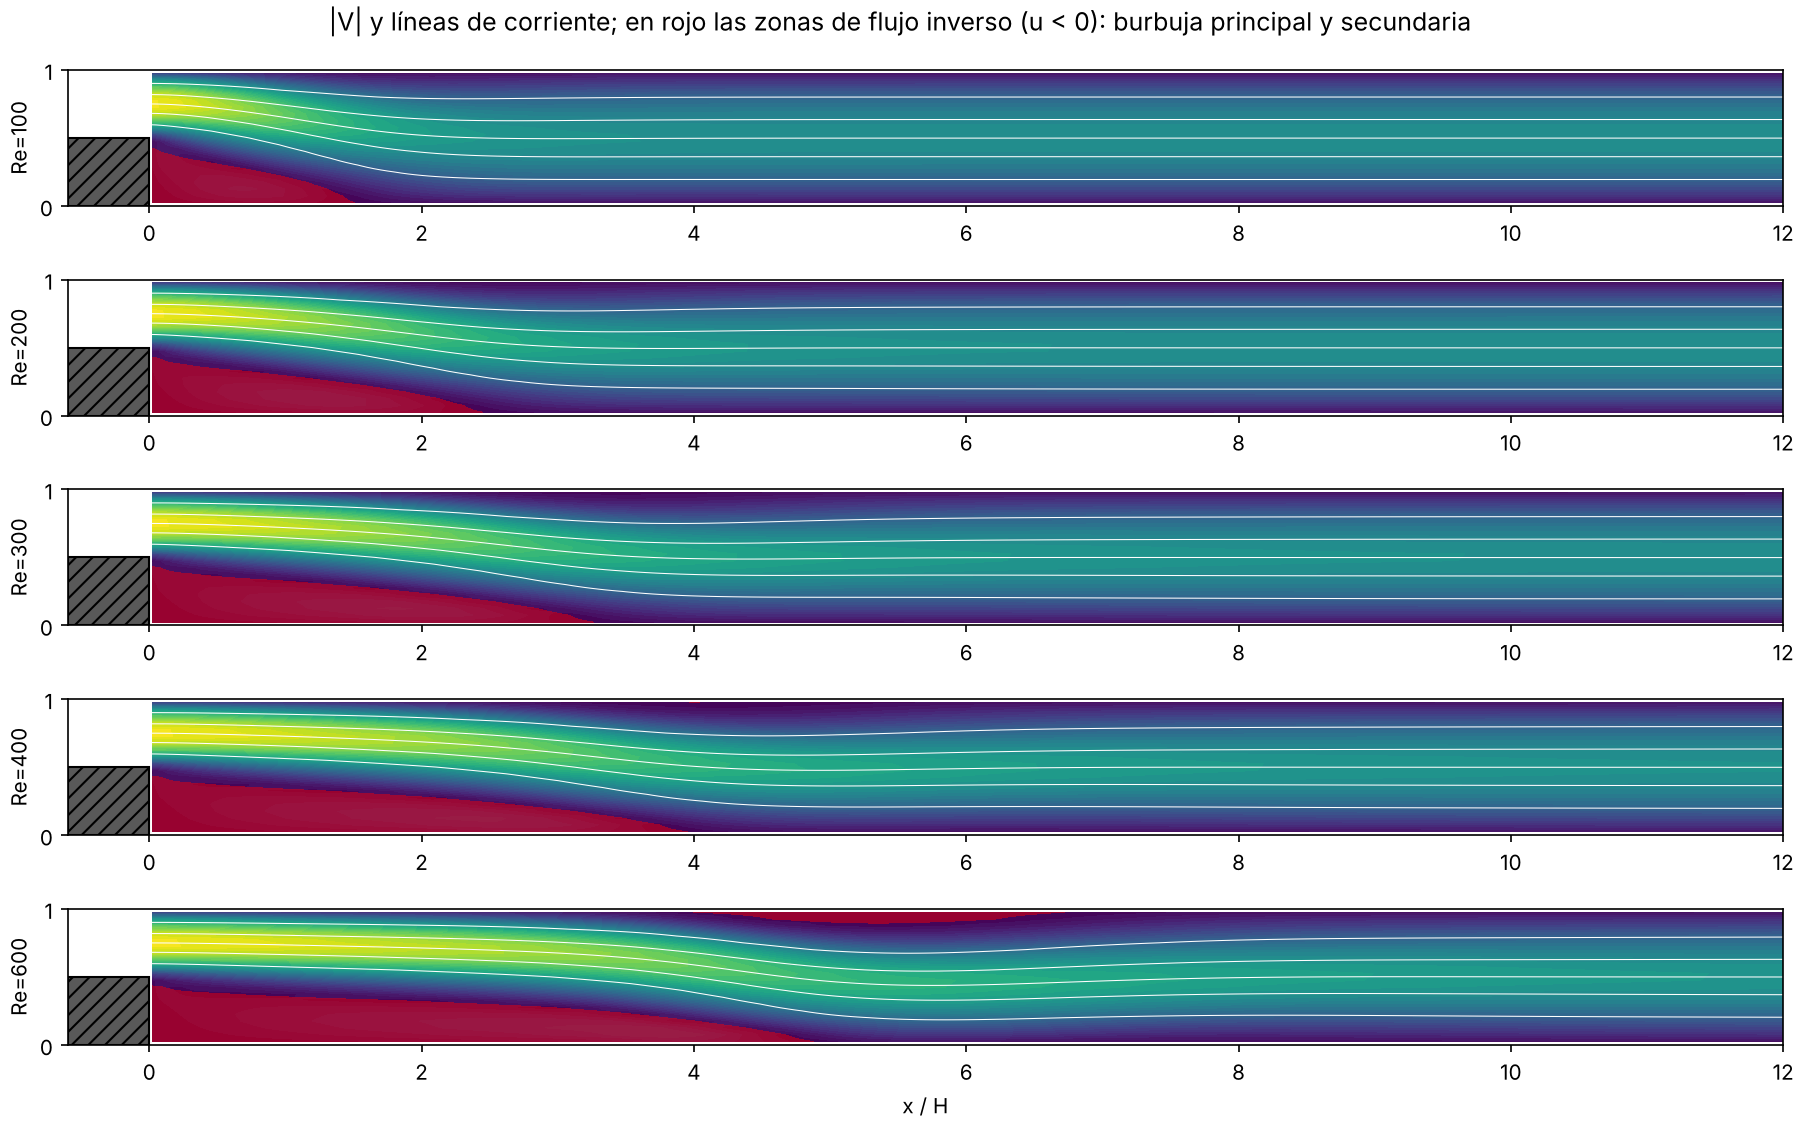 |V| y líneas de corriente; en rojo las zonas de flujo inverso (u < 0): burbuja principal y secundaria
1
Re=100
0
0 2 4 6 8 10 12
1
Re=200
0
0 2 4 6 8 10 12
1
Re=300
0
0 2 4 6 8 10 12
1
Re=400
0
0 2 4 6 8 10 12
1
Re=600
0
0 2 4 6 8 10 12
x / H